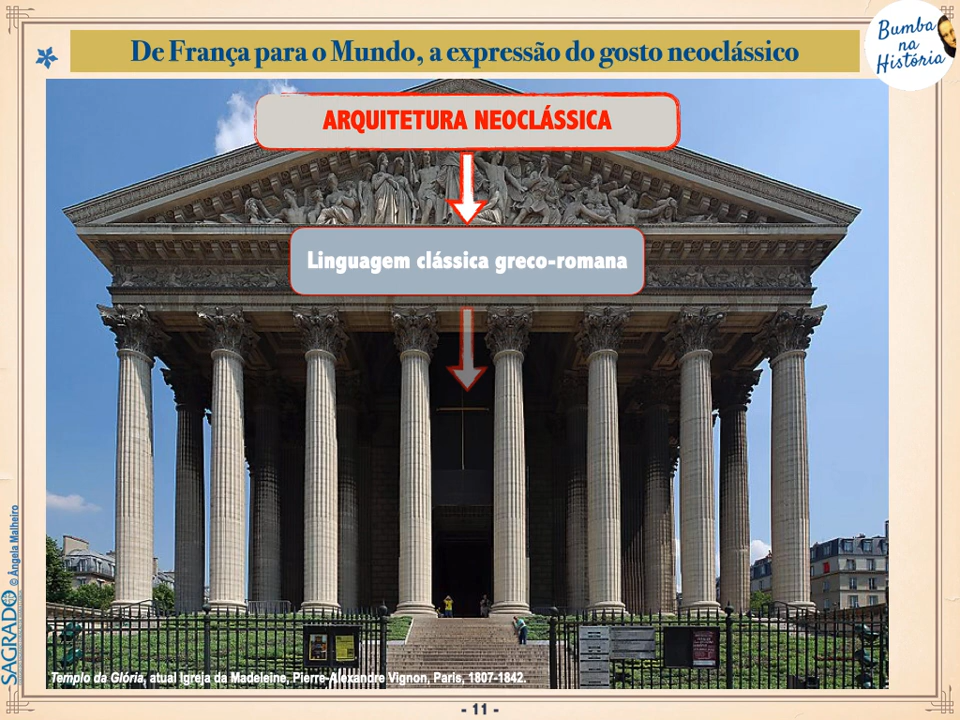 De França para o Mundo, a expressão do gosto neoclássico
Bumba
na
História
ARQUITETURA NEOCLÁSSICA
Linguagem clássica greco-romana
SAGRADO © Ângela Malheiro
Templo da Glória, atual Igreja da Madeleine, Pierre-Alexandre Vignon, Paris, 1807-1842.
- 11 -